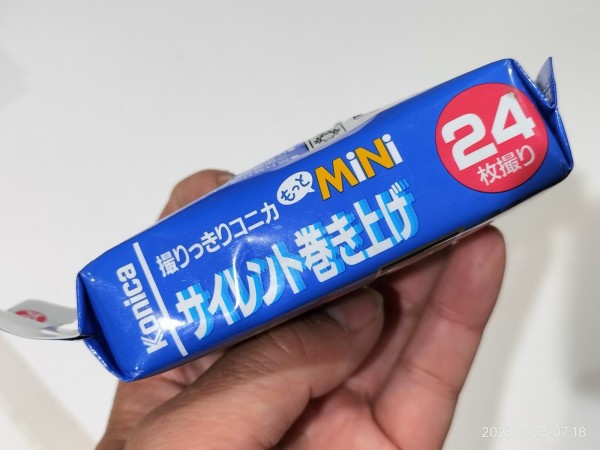 Konica
撮りっきりコニカ
もっと
MiNi
サイレント巻き上げ
24
枚撮り